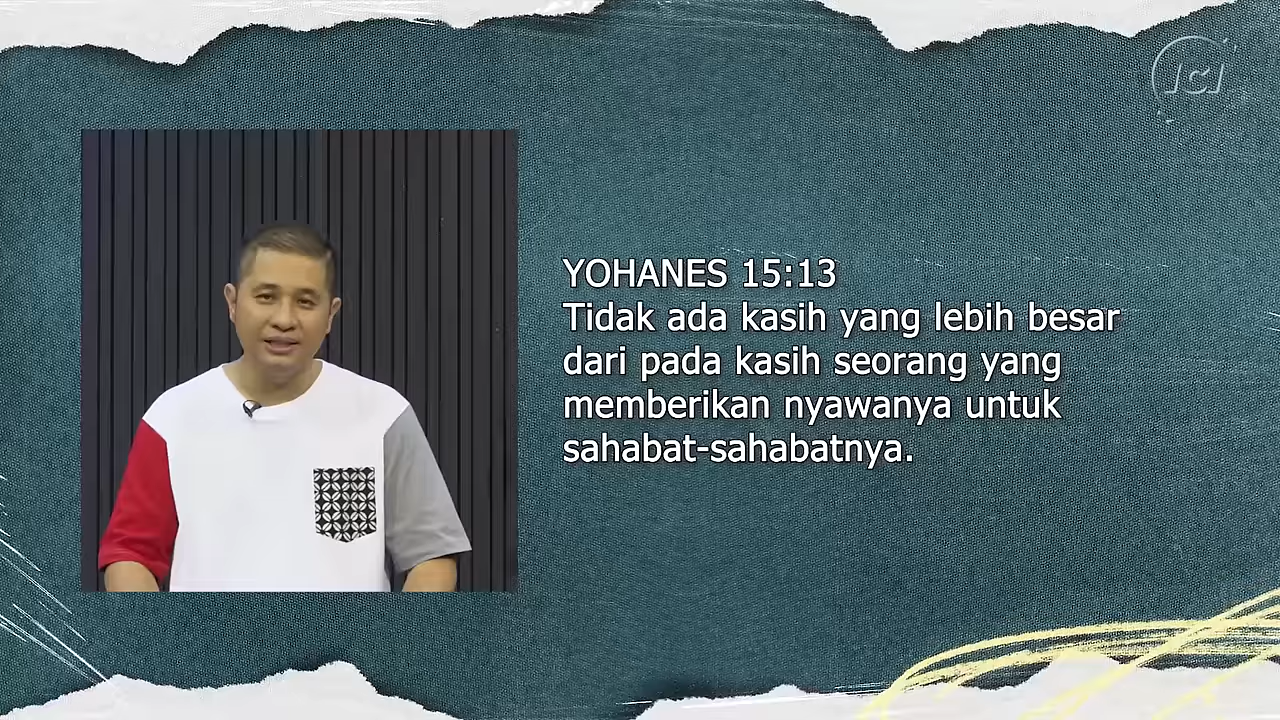 ici
YOHANES 15:13
Tidak ada kasih yang lebih besar
dari pada kasih seorang yang
memberikan nyawanya untuk
sahabat-sahabatnya.